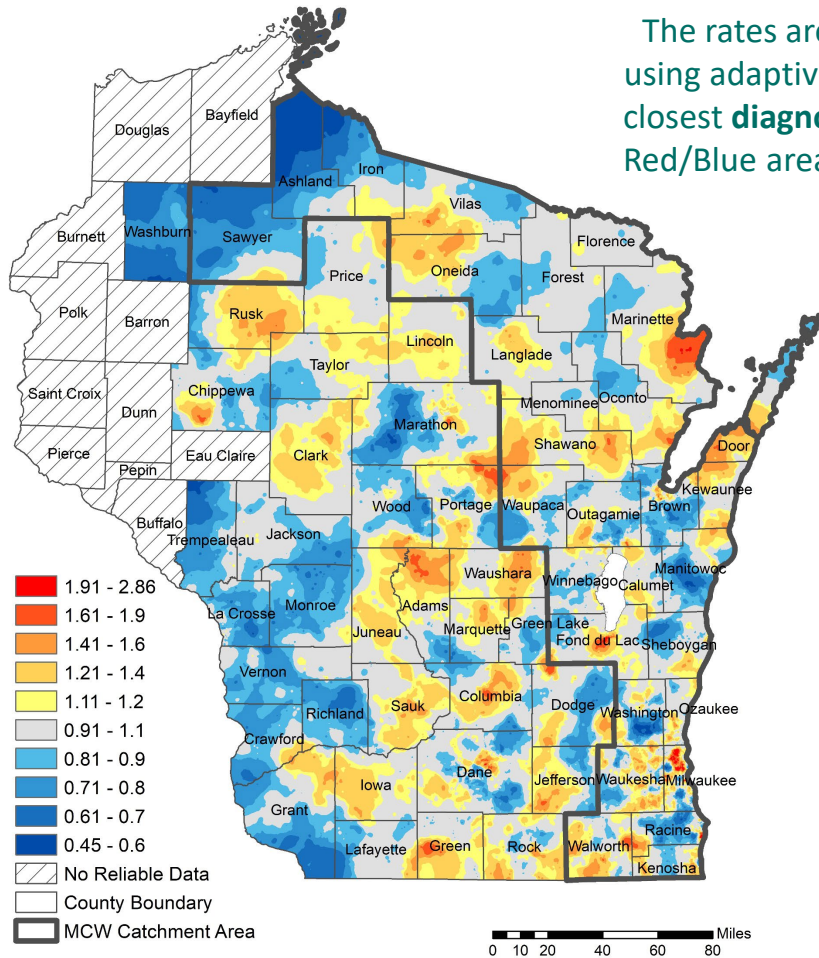 The rates are
using adaptiv
closest diagno
Red/Blue area
Douglas
Bayfield
Ashland
Iron
Vilas
Burnett
Washburn
Sawyer
Florence
Price
Oneida
Forest
Polk
Barron
Rusk
Marinette
Lincoln
Langlade
Taylor
Saint Croix
Chippewa
Oconto
Dunn
Menominee
Marathon
Pierce
Clark
Shawano
Door
Eau Claire
Pepin
Kewaunee
Buffalo
Wood
Portage
Waupaca
Brown
Outagamie
Trempealeau
Jackson
Waushara
Winnebago
Calumet
Manitowoc
La Crosse
Monroe
Adams
Juneau
Marquette
Green Lake
Fond du Lac
Sheboygan
Vernon
Columbia
Sauk
Dodge
Richland
Washington
Ozaukee
Crawford
Dane
Iowa
Jefferson
Waukesha
Milwaukee
Grant
Racine
Lafayette
Green
Rock
Walworth
Kenosha
1.91 - 2.86
1.61 - 1.9
1.41 - 1.6
1.21 - 1.4
1.11 - 1.2
0.91 - 1.1
0.81 - 0.9
0.71 - 0.8
0.61 - 0.7
0.45 - 0.6
No Reliable Data
County Boundary
MCW Catchment Area
Miles
0 10 20 40 60 80